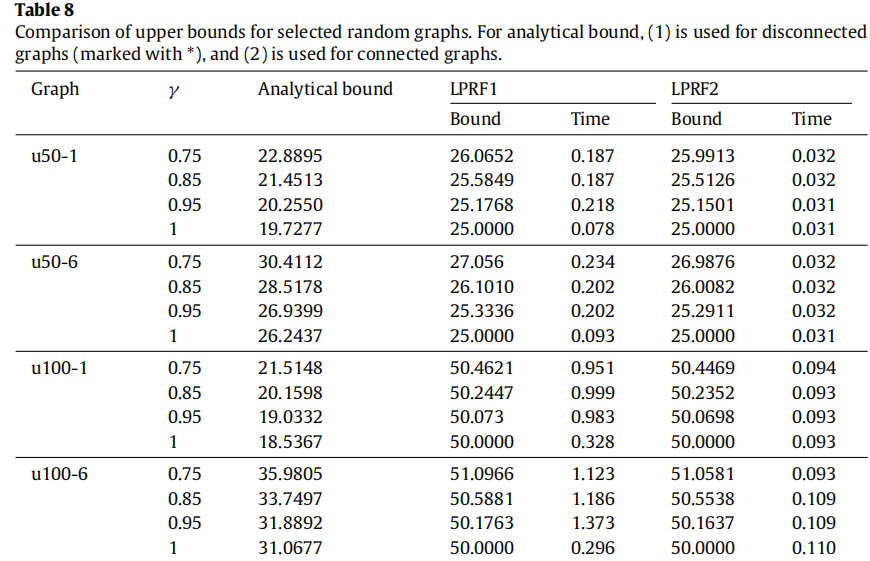 Table 8
Comparison of upper bounds for selected random graphs. For analytical bound, (1) is used for disconnected
graphs (marked with *), and (2) is used for connected graphs.
Graph γ Analytical bound LPRF1 LPRF2
Bound Time Bound Time
u50-1 0.75 22.8895 26.0652 0.187 25.9913 0.032
0.85 21.4513 25.5849 0.187 25.5126 0.032
0.95 20.2550 25.1768 0.218 25.1501 0.031
1 19.7277 25.0000 0.078 25.0000 0.031
u50-6 0.75 30.4112 27.056 0.234 26.9876 0.032
0.85 28.5178 26.1010 0.202 26.0082 0.032
0.95 26.9399 25.3336 0.202 25.2911 0.032
1 26.2437 25.0000 0.093 25.0000 0.031
u100-1 0.75 21.5148 50.4621 0.951 50.4469 0.094
0.85 20.1598 50.2447 0.999 50.2352 0.093
0.95 19.0332 50.073 0.983 50.0698 0.093
1 18.5367 50.0000 0.328 50.0000 0.093
u100-6 0.75 35.9805 51.0966 1.123 51.0581 0.093
0.85 33.7497 50.5881 1.186 50.5538 0.109
0.95 31.8892 50.1763 1.373 50.1637 0.109
1 31.0677 50.0000 0.296 50.0000 0.110